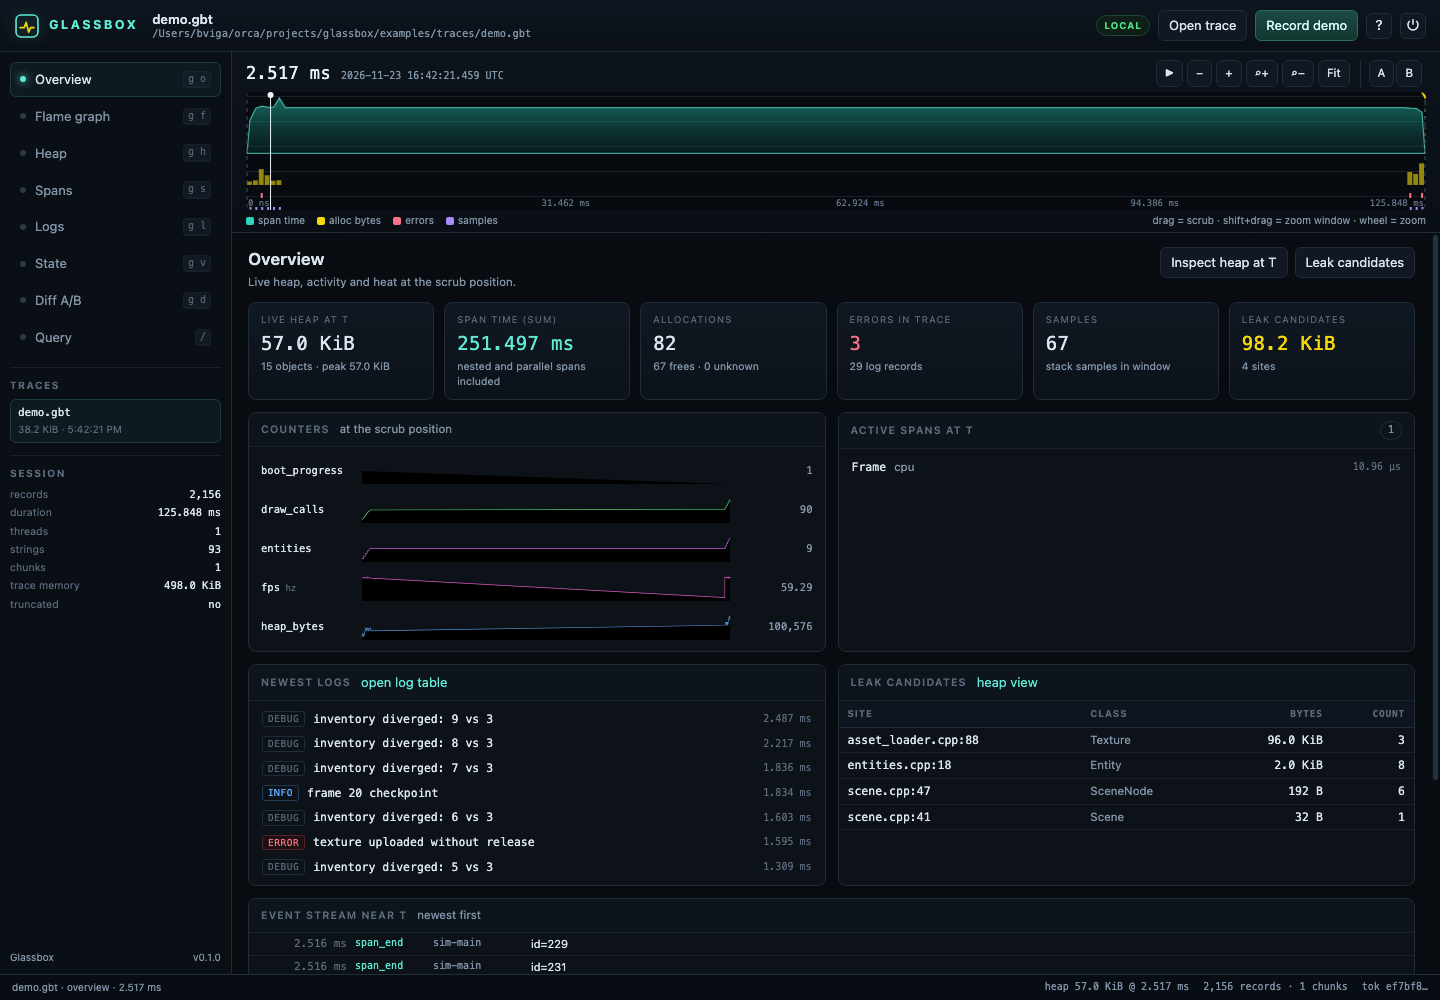 GLASSBOX
demo.gbt
/Users/bviga/orca/projects/glassbox/examples/traces/demo.gbt
LOCAL
Open trace
Record demo
?
Overview g o
Flame graph g f
Heap g h
Spans g s
Logs g l
State g v
Diff A/B g d
Query /
TRACES
demo.gbt
38.2 KiB · 5:42:21 PM
SESSION
records 2,156
duration 125.848 ms
threads 1
strings 93
chunks 1
trace memory 498.0 KiB
truncated no
Glassbox v0.1.0
2.517 ms 2026-11-23 16:42:21.459 UTC
− + ⌕+ ⌕− Fit A B
0 ns 31.462 ms 62.924 ms 94.386 ms 125.848 ms
span time alloc bytes errors samples
drag = scrub · shift+drag = zoom window · wheel = zoom
Overview
Live heap, activity and heat at the scrub position.
Inspect heap at T
Leak candidates
LIVE HEAP AT T
57.0 KiB
15 objects · peak 57.0 KiB
SPAN TIME (SUM)
251.497 ms
nested and parallel spans
included
ALLOCATIONS
82
67 frees · 0 unknown
ERRORS IN TRACE
3
29 log records
SAMPLES
67
stack samples in window
LEAK CANDIDATES
98.2 KiB
4 sites
COUNTERS at the scrub position
boot_progress 1
draw_calls 90
entities 9
fps hz 59.29
heap_bytes 100,576
ACTIVE SPANS AT T 1
Frame cpu 10.96 µs
NEWEST LOGS open log table
DEBUG inventory diverged: 9 vs 3 2.487 ms
DEBUG inventory diverged: 8 vs 3 2.217 ms
DEBUG inventory diverged: 7 vs 3 1.836 ms
INFO frame 20 checkpoint 1.834 ms
DEBUG inventory diverged: 6 vs 3 1.603 ms
ERROR texture uploaded without release 1.595 ms
DEBUG inventory diverged: 5 vs 3 1.309 ms
LEAK CANDIDATES heap view
SITE CLASS BYTES COUNT
asset_loader.cpp:88 Texture 96.0 KiB 3
entities.cpp:18 Entity 2.0 KiB 8
scene.cpp:47 SceneNode 192 B 6
scene.cpp:41 Scene 32 B 1
EVENT STREAM NEAR T newest first
2.516 ms span_end sim-main id=229
2.516 ms span_end sim-main id=231
demo.gbt · overview · 2.517 ms
heap 57.0 KiB @ 2.517 ms 2,156 records · 1 chunks tok ef7bf8…